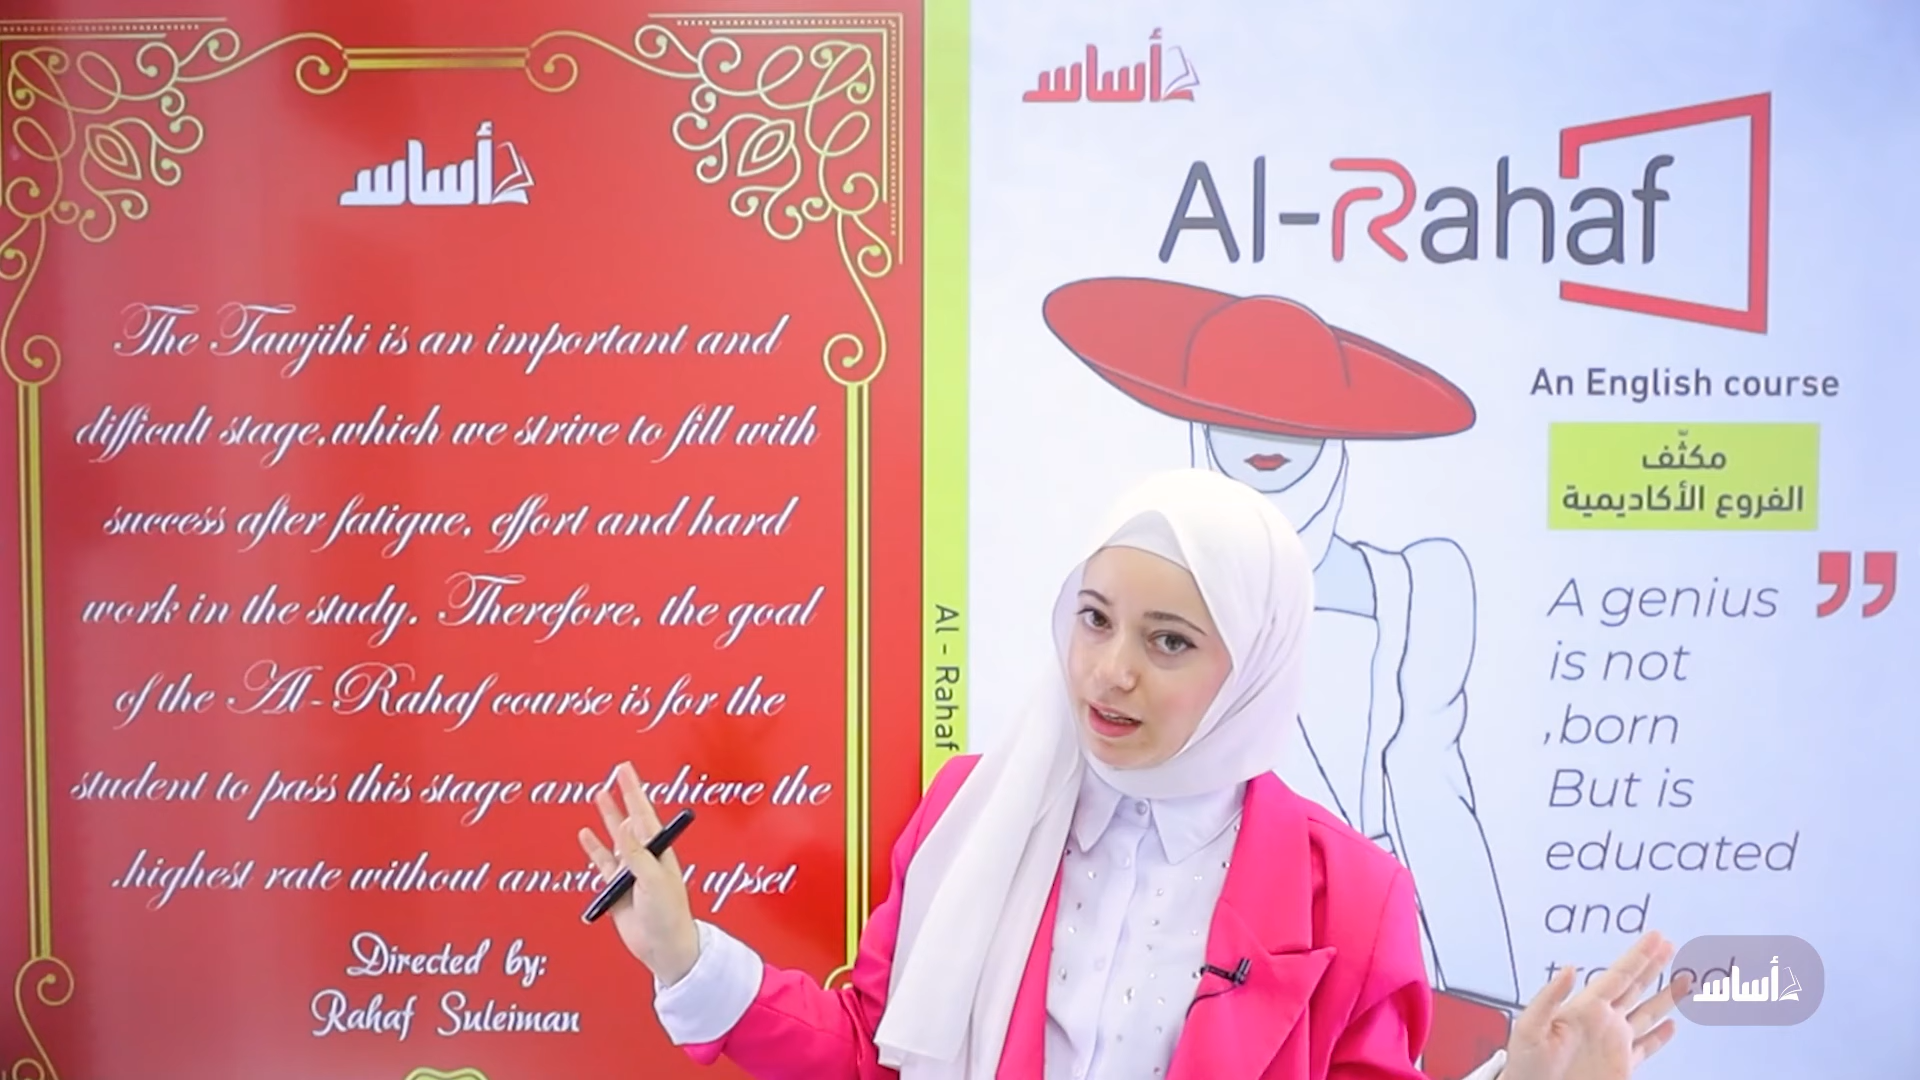 أساس
The Tawjihi is an important and
difficult stage,which we strive to fill with
success after fatigue, effort and hard
work in the study. Therefore, the goal
of the Al-Rahaf course is for the
student to pass this stage and achieve the
.highest rate without upset
Directed by:
Rahaf Suleiman
Al - Rahaf
أساس
Al-Rahaf
An English course
مكثّف
الفروع الأكاديمية
”
A genius
is not
,born
But is
educated
and
أساس